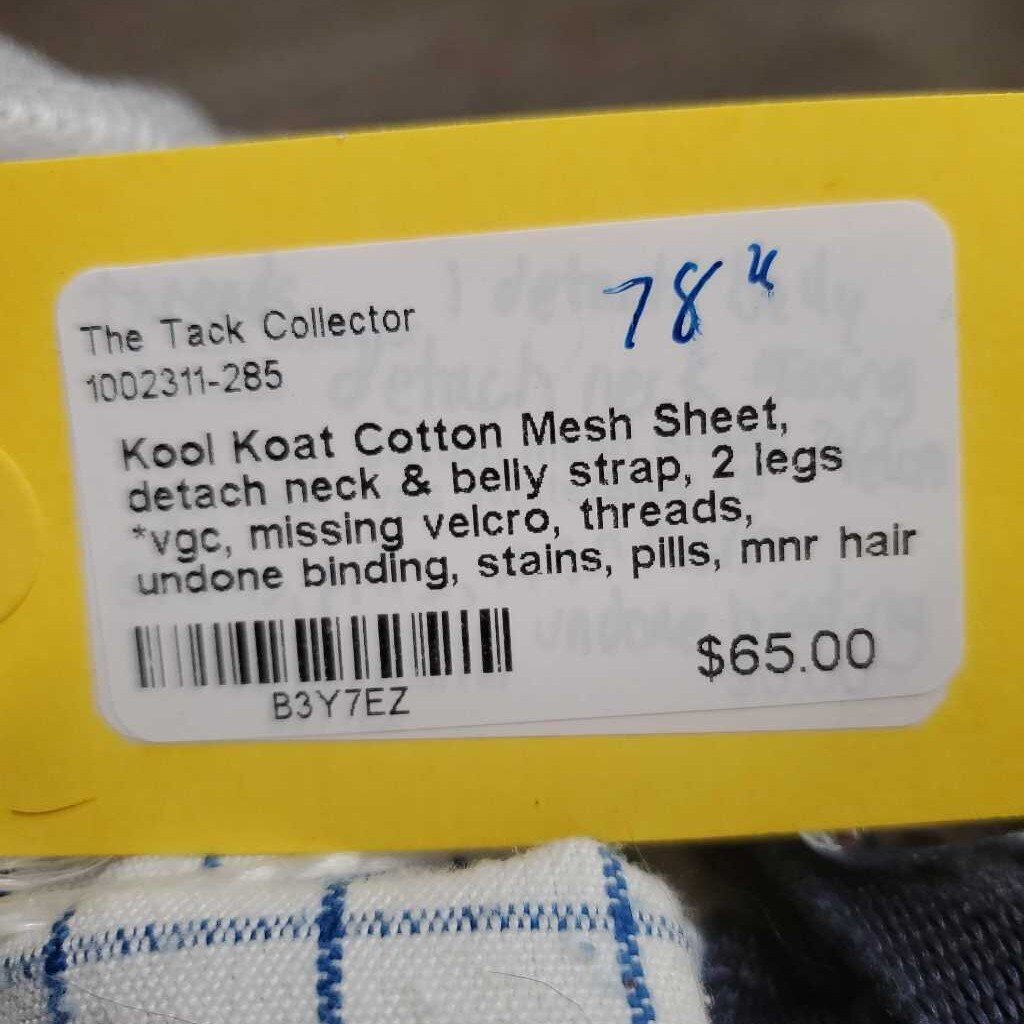 78"
The Tack Collector
1002311-285
Kool Koat Cotton Mesh Sheet,
detach neck & belly strap, 2 legs
*vgc, missing velcro, threads,
undone binding, stains, pills, mnr hair
B3Y7EZ
$65.00